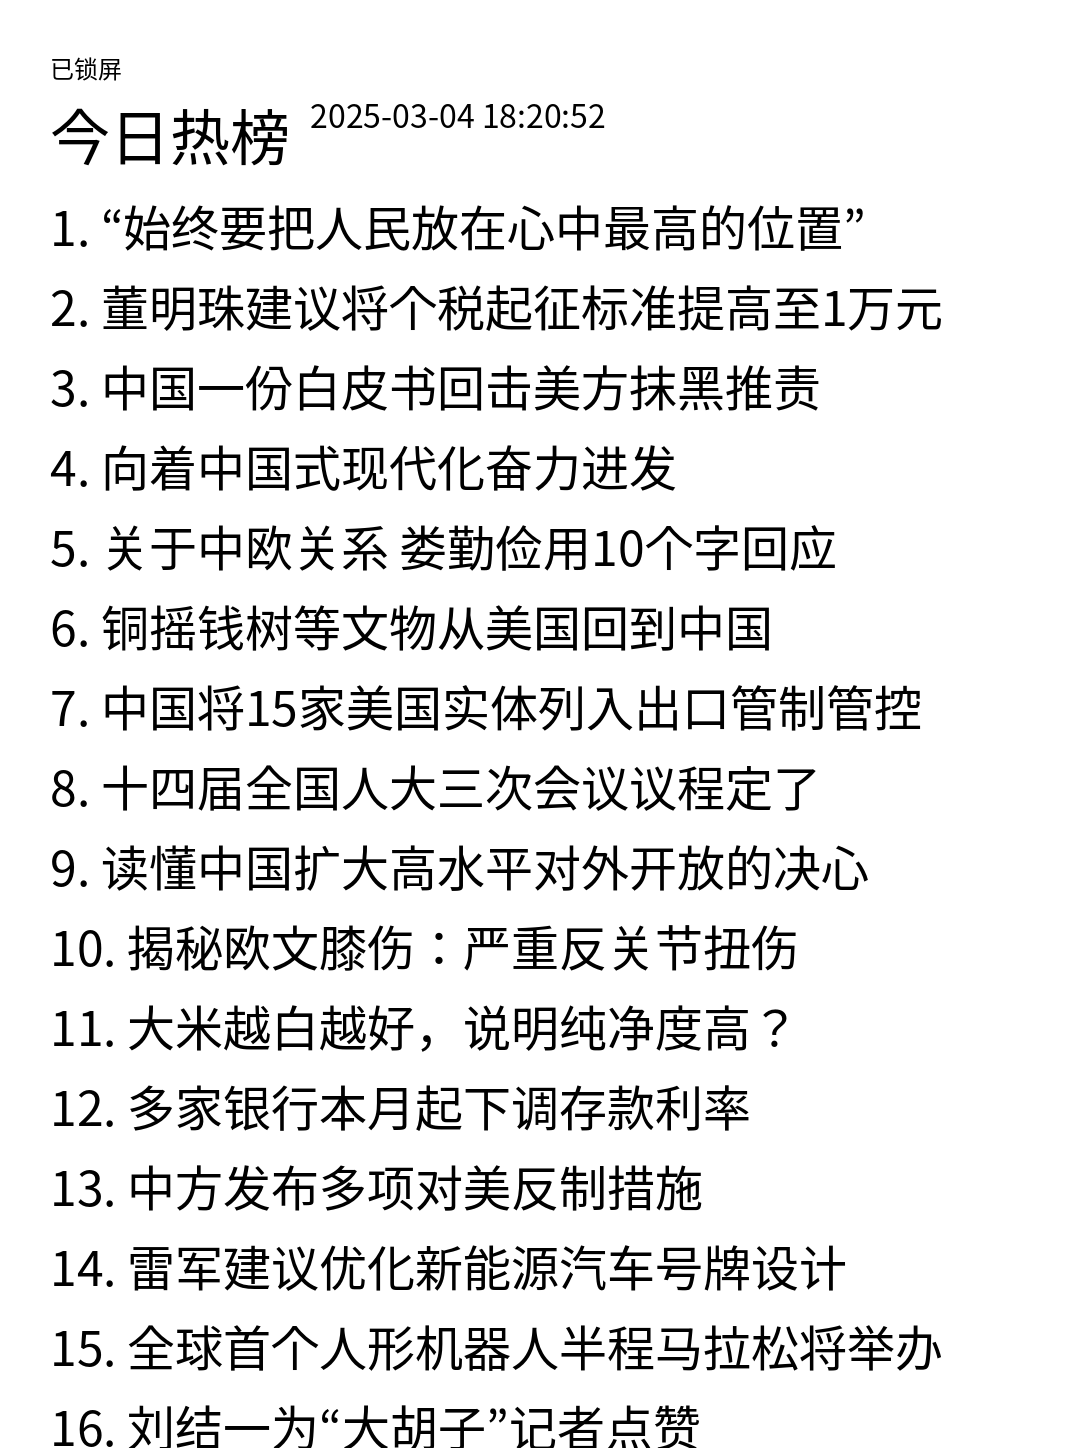 已锁屏
今日热榜 2025-03-04 18:20:52
1. “始终要把人民放在心中最高的位置”
2. 董明珠建议将个税起征标准提高至1万元
3. 中国一份白皮书回击美方抹黑推责
4. 向着中国式现代化奋力进发
5. 关于中欧关系 娄勤俭用10个字回应
6. 铜摇钱树等文物从美国回到中国
7. 中国将15家美国实体列入出口管制管控
8. 十四届全国人大三次会议议程定了
9. 读懂中国扩大高水平对外开放的决心
10. 揭秘欧文膝伤：严重反关节扭伤
11. 大米越白越好，说明纯净度高？
12. 多家银行本月起下调存款利率
13. 中方发布多项对美反制措施
14. 雷军建议优化新能源汽车号牌设计
15. 全球首个人形机器人半程马拉松将举办
16. 刘结一为“大胡子”记者点赞